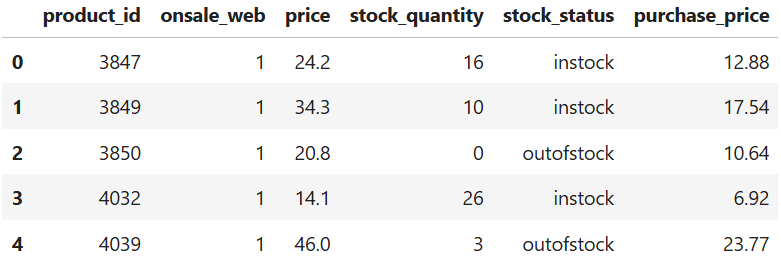 product_id onsale_web price stock_quantity stock_status purchase_price
0 3847 1 24.2 16 instock 12.88
1 3849 1 34.3 10 instock 17.54
2 3850 1 20.8 0 outofstock 10.64
3 4032 1 14.1 26 instock 6.92
4 4039 1 46.0 3 outofstock 23.77